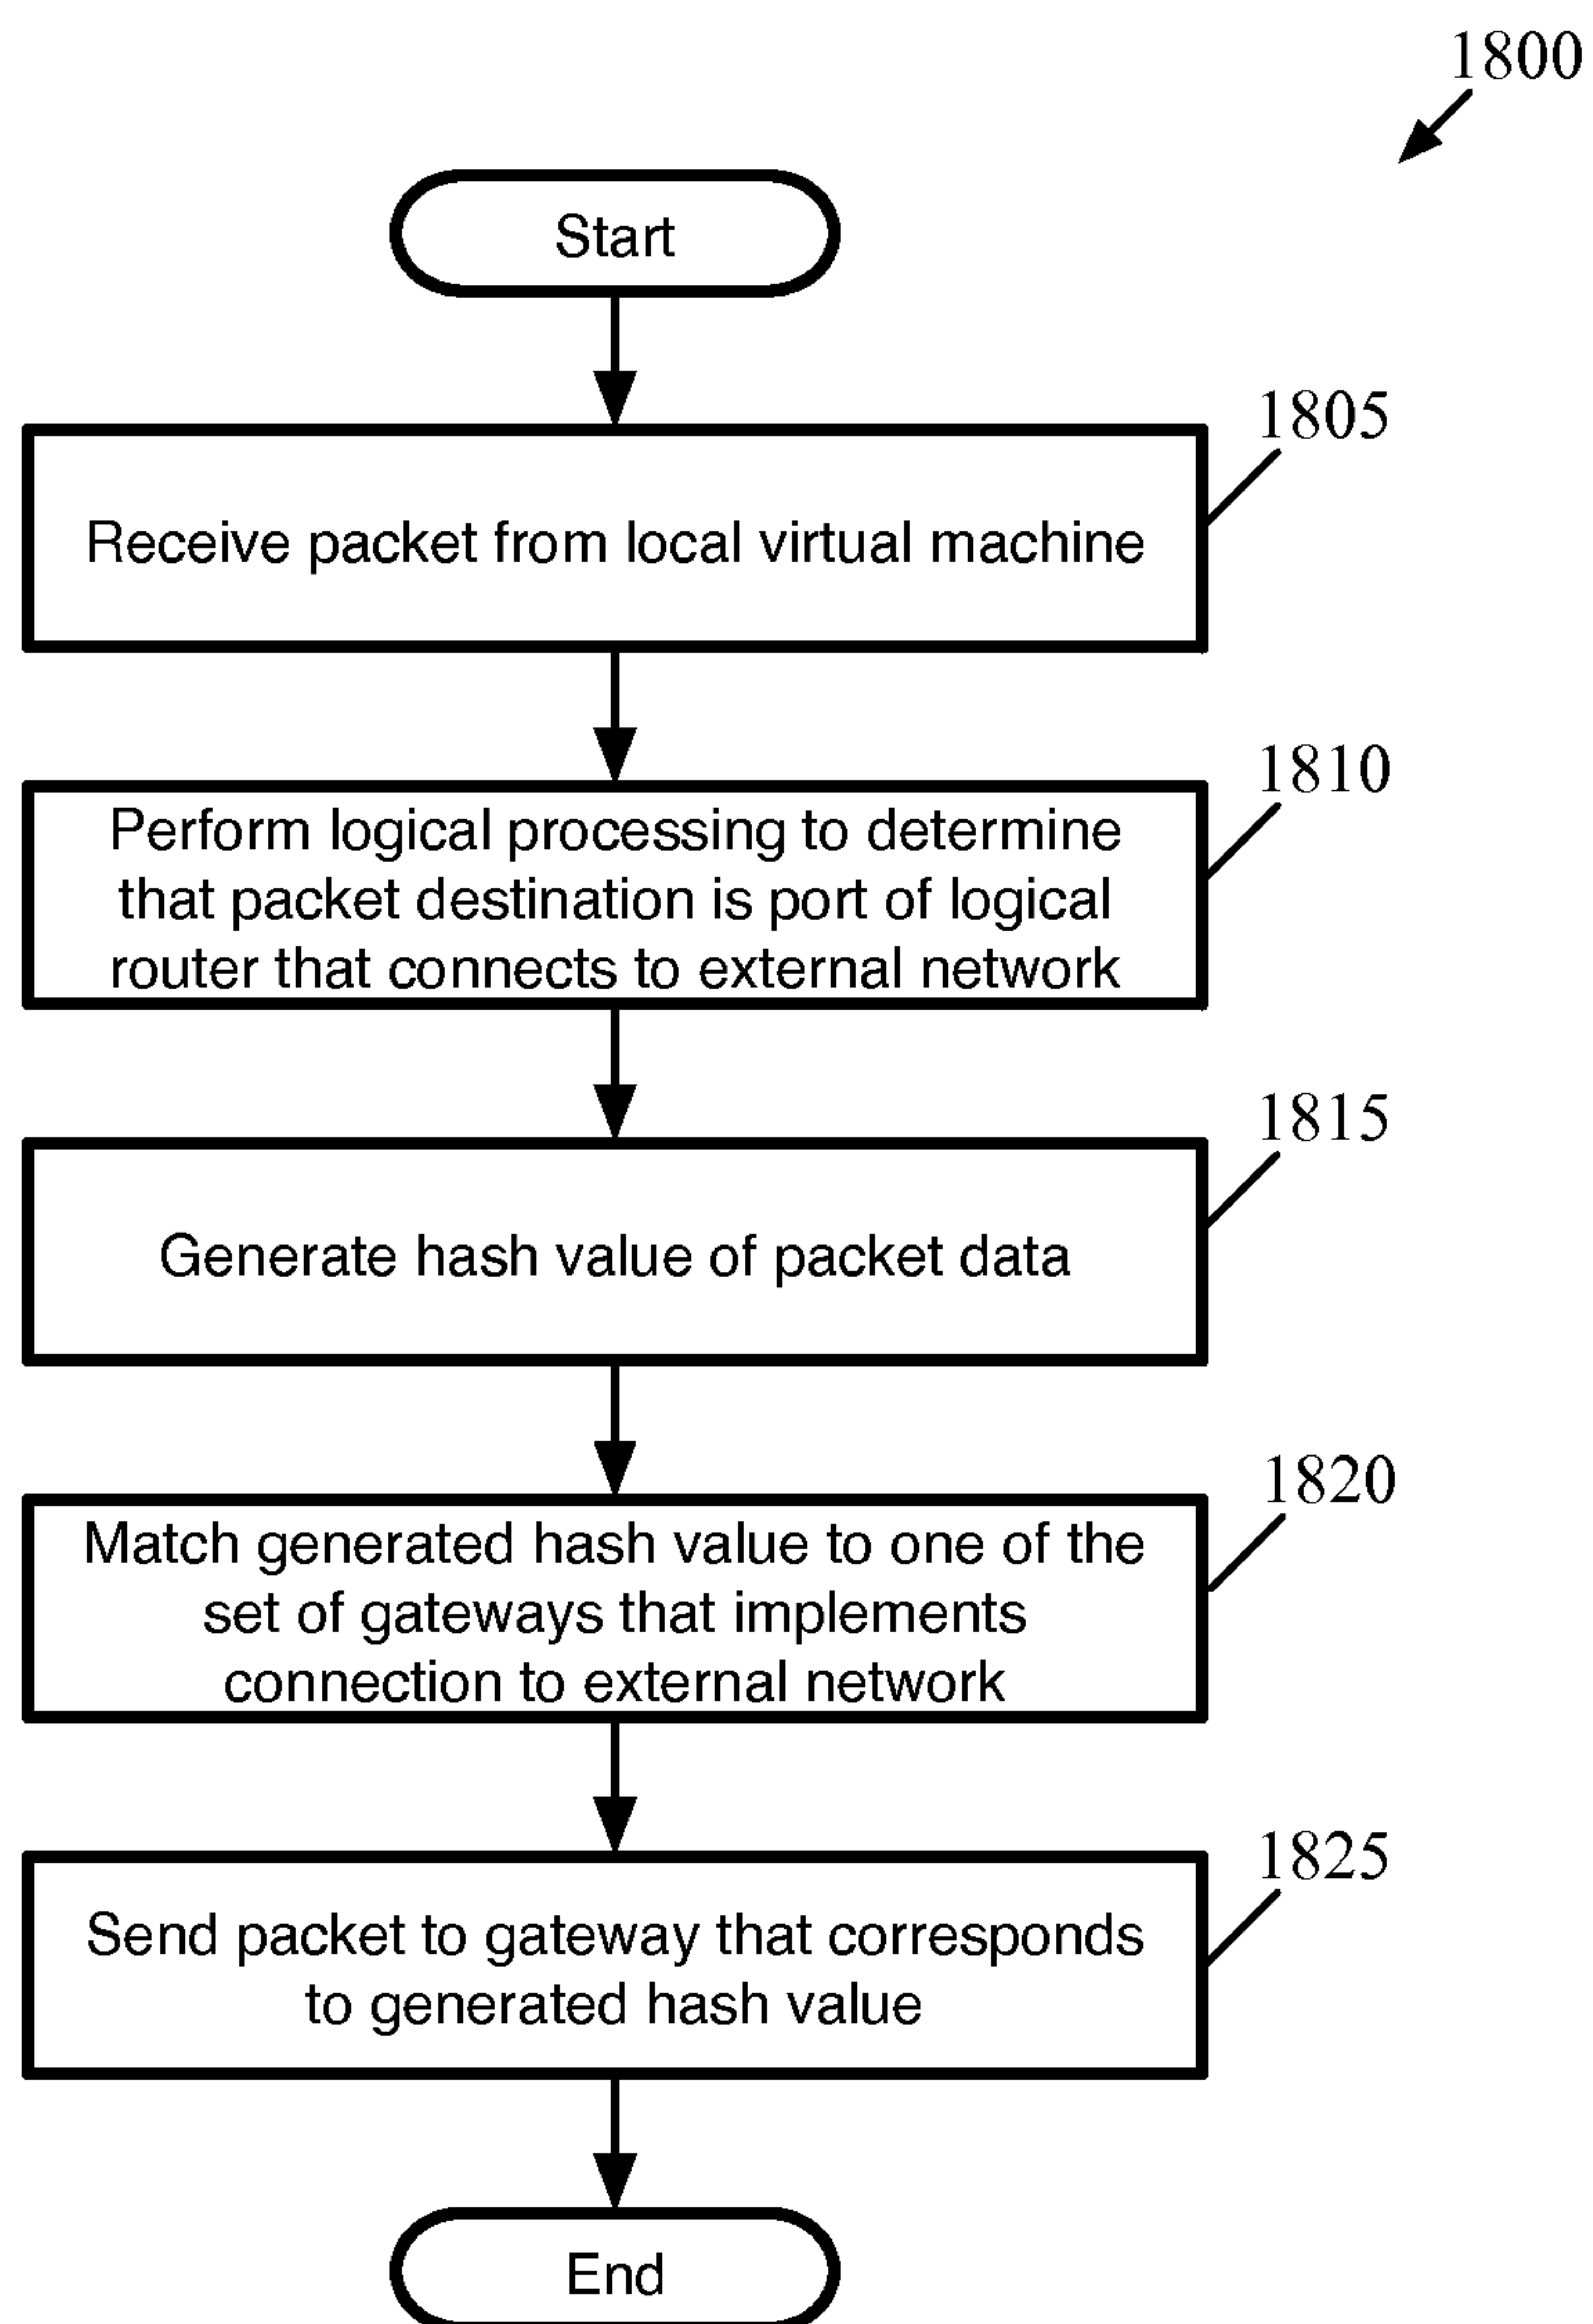 1800
Start
1805
Receive packet from local virtual machine
1810
Perform logical processing to determine
that packet destination is port of logical
router that connects to external network
1815
Generate hash value of packet data
1820
Match generated hash value to one of the
set of gateways that implements
connection to external network
1825
Send packet to gateway that corresponds
to generated hash value
End